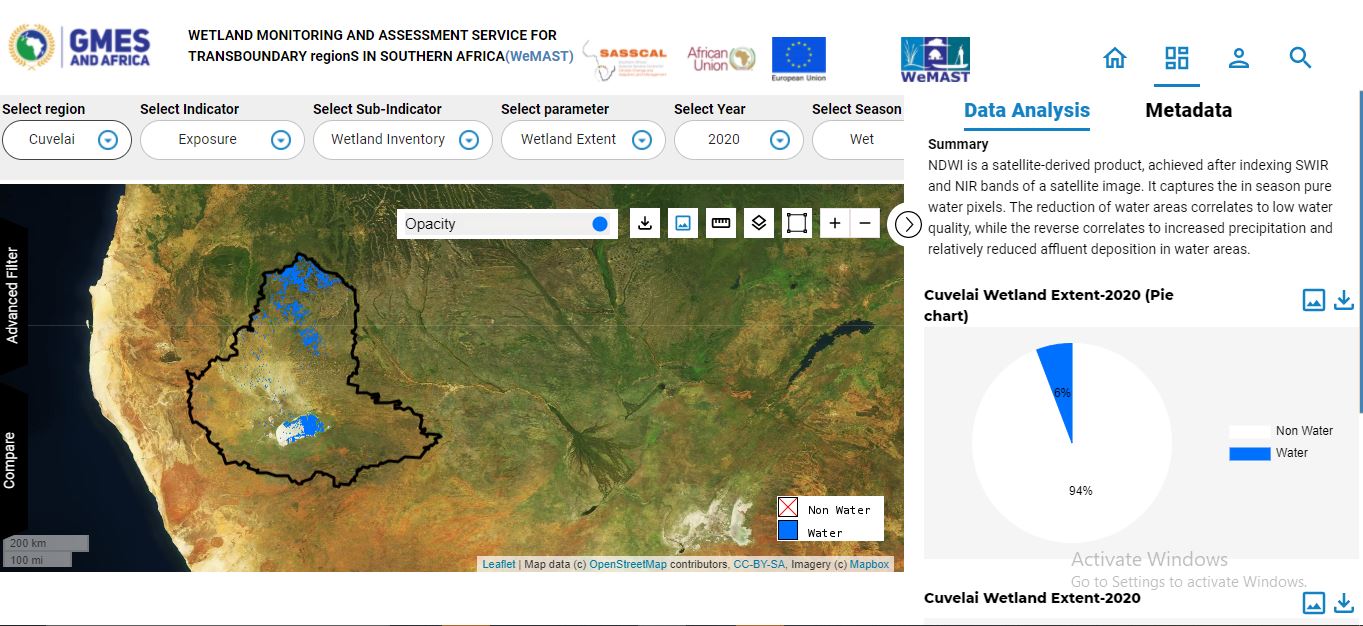 GMES
AND AFRICA
WETLAND MONITORING AND ASSESSMENT SERVICE FOR
TRANSBOUNDARY regionS IN SOUTHERN AFRICA(WeMAST)
SASSCAL
African
Union
European Union
WeMAST
Select region
Select Indicator
Select Sub-Indicator
Select parameter
Select Year
Select Season
Cuvelai
Exposure
Wetland Inventory
Wetland Extent
2020
Wet
Data Analysis
Metadata
Summary
NDWI is a satellite-derived product, achieved after indexing SWIR
and NIR bands of a satellite image. It captures the in season pure
water pixels. The reduction of water areas correlates to low water
quality, while the reverse correlates to increased precipitation and
relatively reduced affluent deposition in water areas.
Opacity
+
−
Advanced Filter
Compare
Non Water
Water
200 km
100 mi
Leaflet | Map data (c) OpenStreetMap contributors, CC-BY-SA, Imagery (c) Mapbox
Cuvelai Wetland Extent-2020 (Pie
chart)
6%
94%
Non Water
Water
Activate Windows
Go to Settings to activate Windows.
Cuvelai Wetland Extent-2020